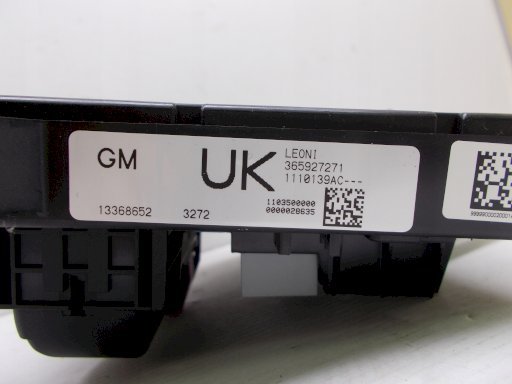 GM
UK
LEONI
365927271
1110139AC---
1103500000
0000028635
13368652
3272